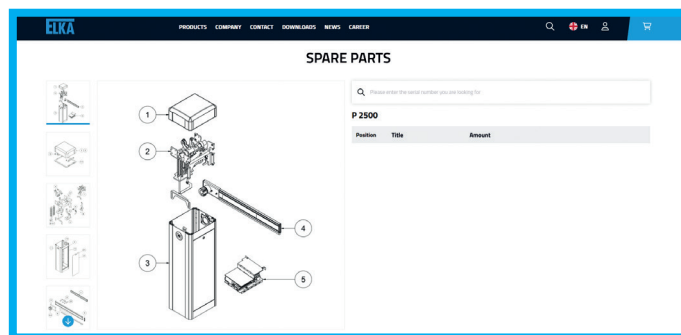 ELKA
PRODUCTS COMPANY CONTACT DOWNLOADS NEWS CAREER EN
SPARE PARTS
Please enter the serial number you are looking for
P 2500
Position Title Amount
1
2
3
4
5